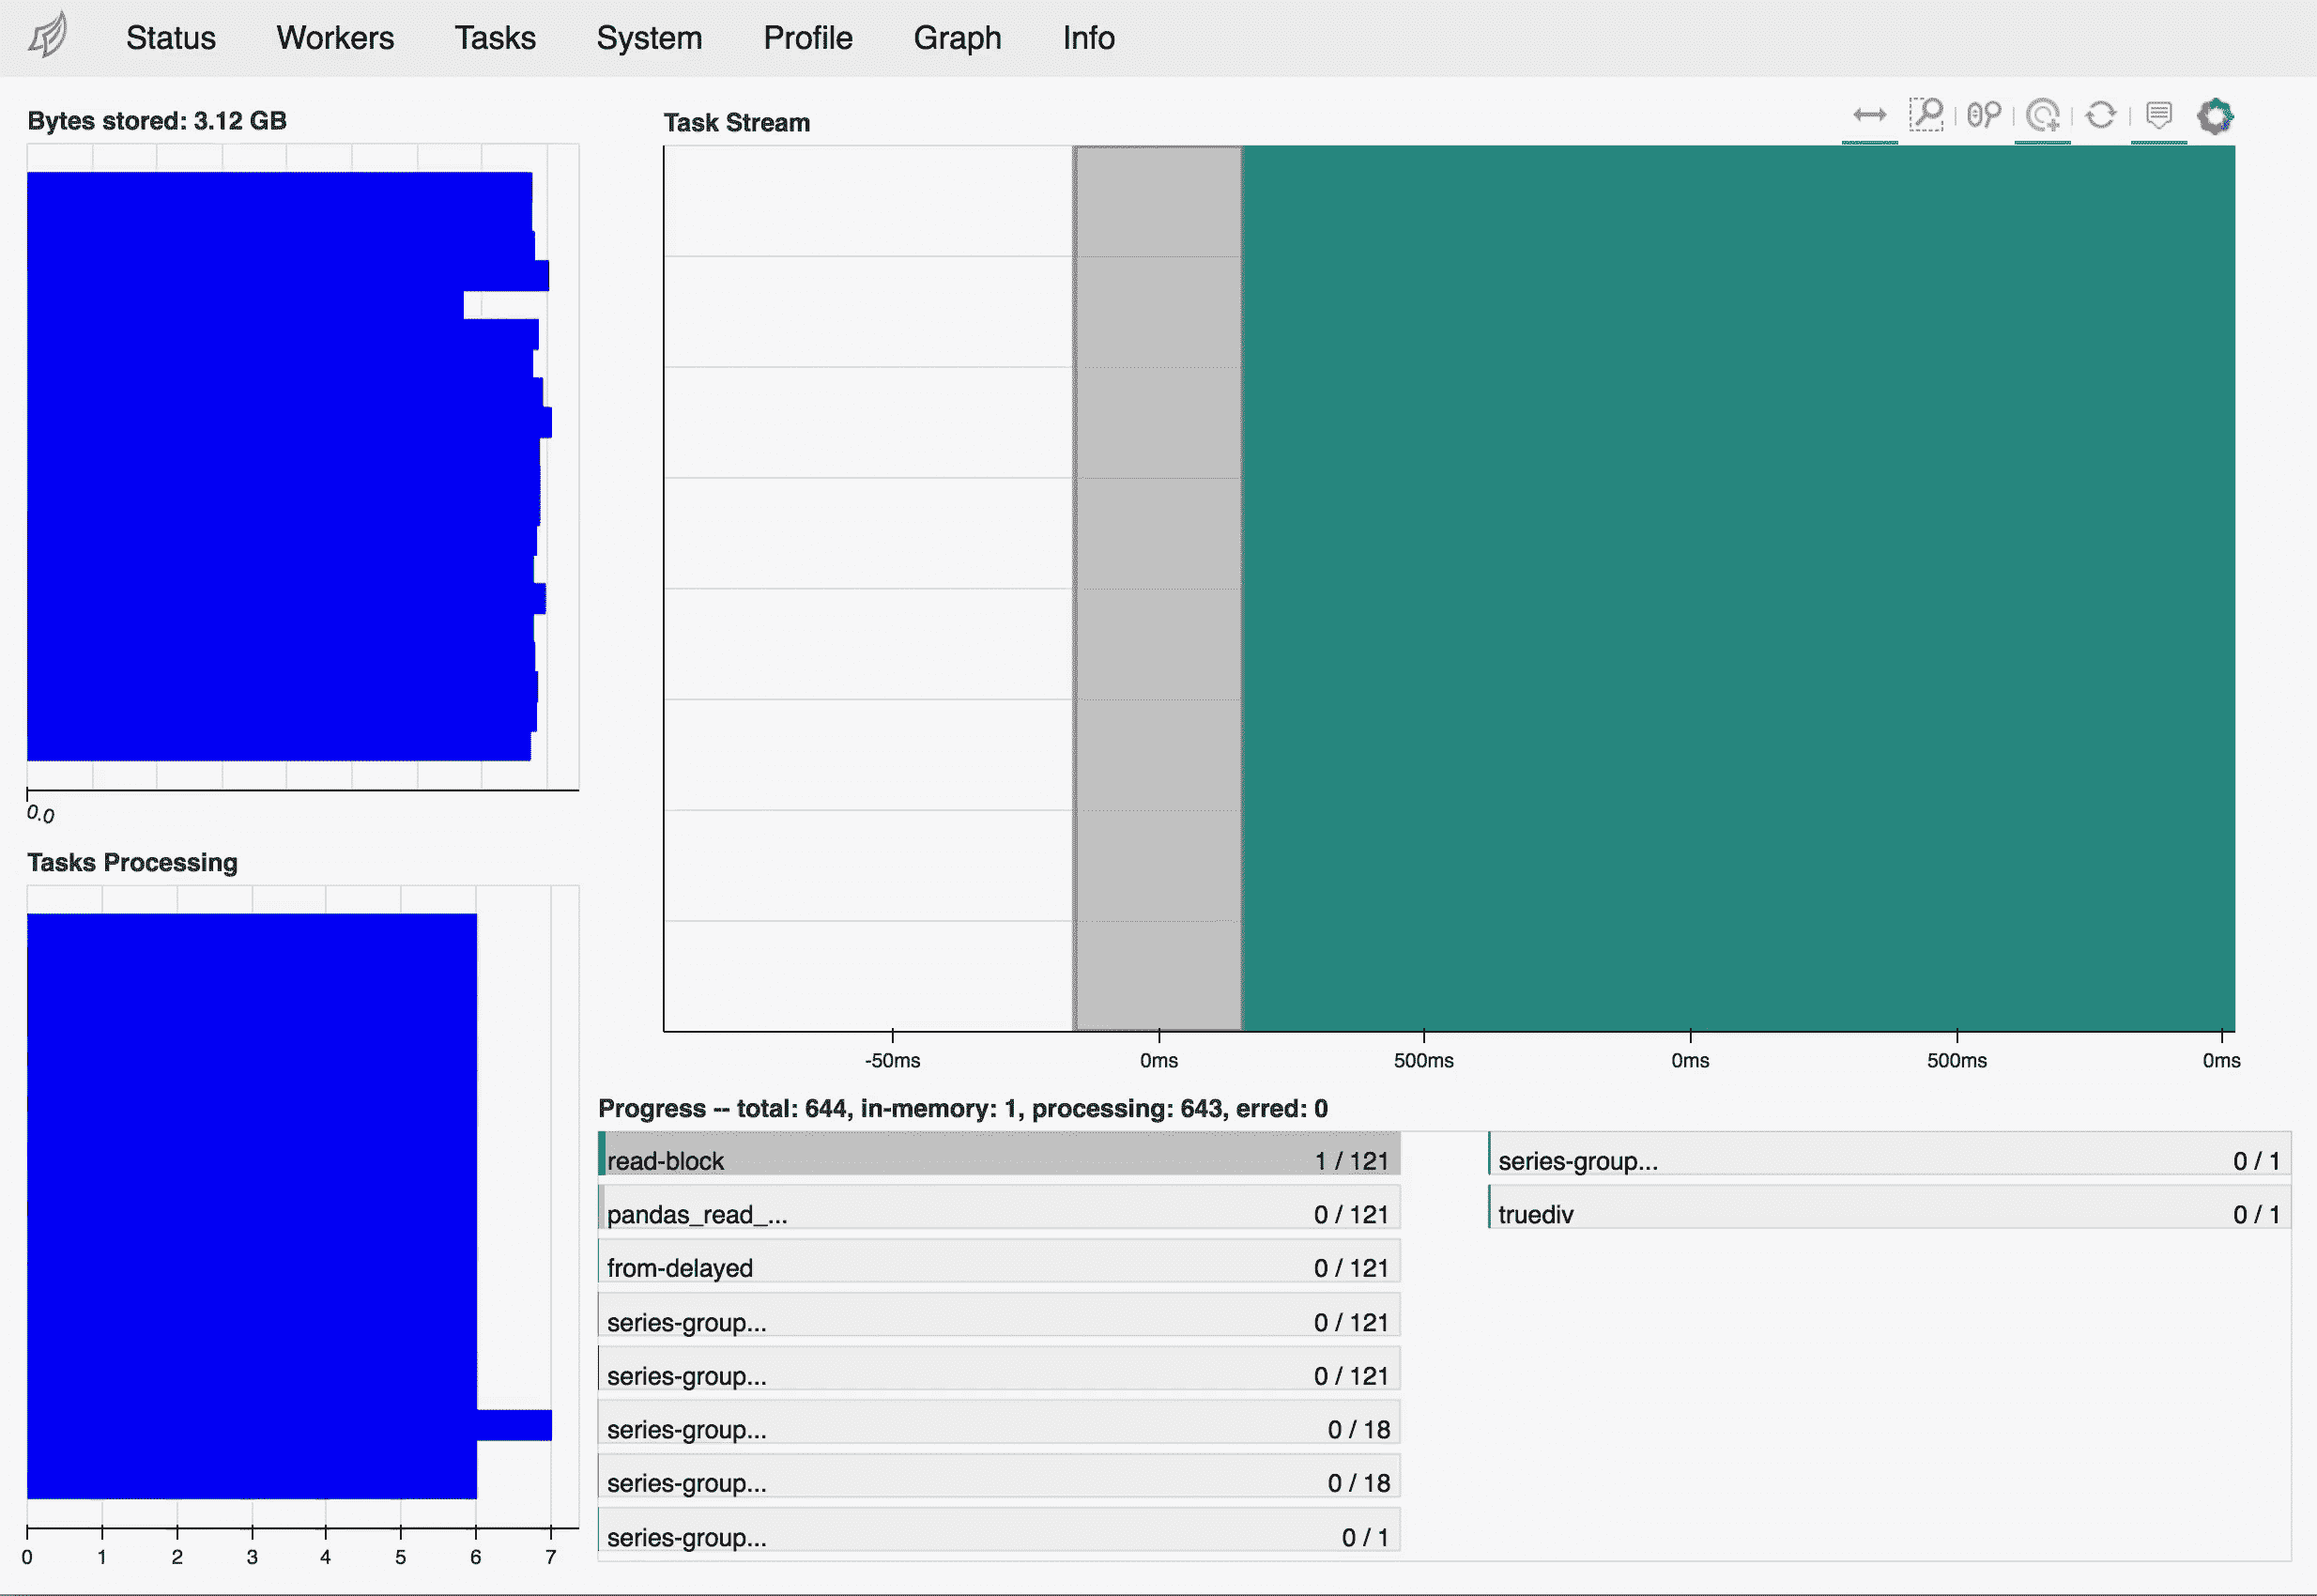 Status Workers Tasks System Profile Graph Info
Bytes stored: 3.12 GB
0.0
Tasks Processing
0 1 2 3 4 5 6 7
Task Stream
-50ms 0ms 500ms 0ms 500ms 0ms
Progress -- total: 644, in-memory: 1, processing: 643, erred: 0
read-block 1 / 121
pandas_read_... 0 / 121
from-delayed 0 / 121
series-group... 0 / 121
series-group... 0 / 121
series-group... 0 / 18
series-group... 0 / 18
series-group... 0 / 1
series-group... 0 / 1
truediv 0 / 1